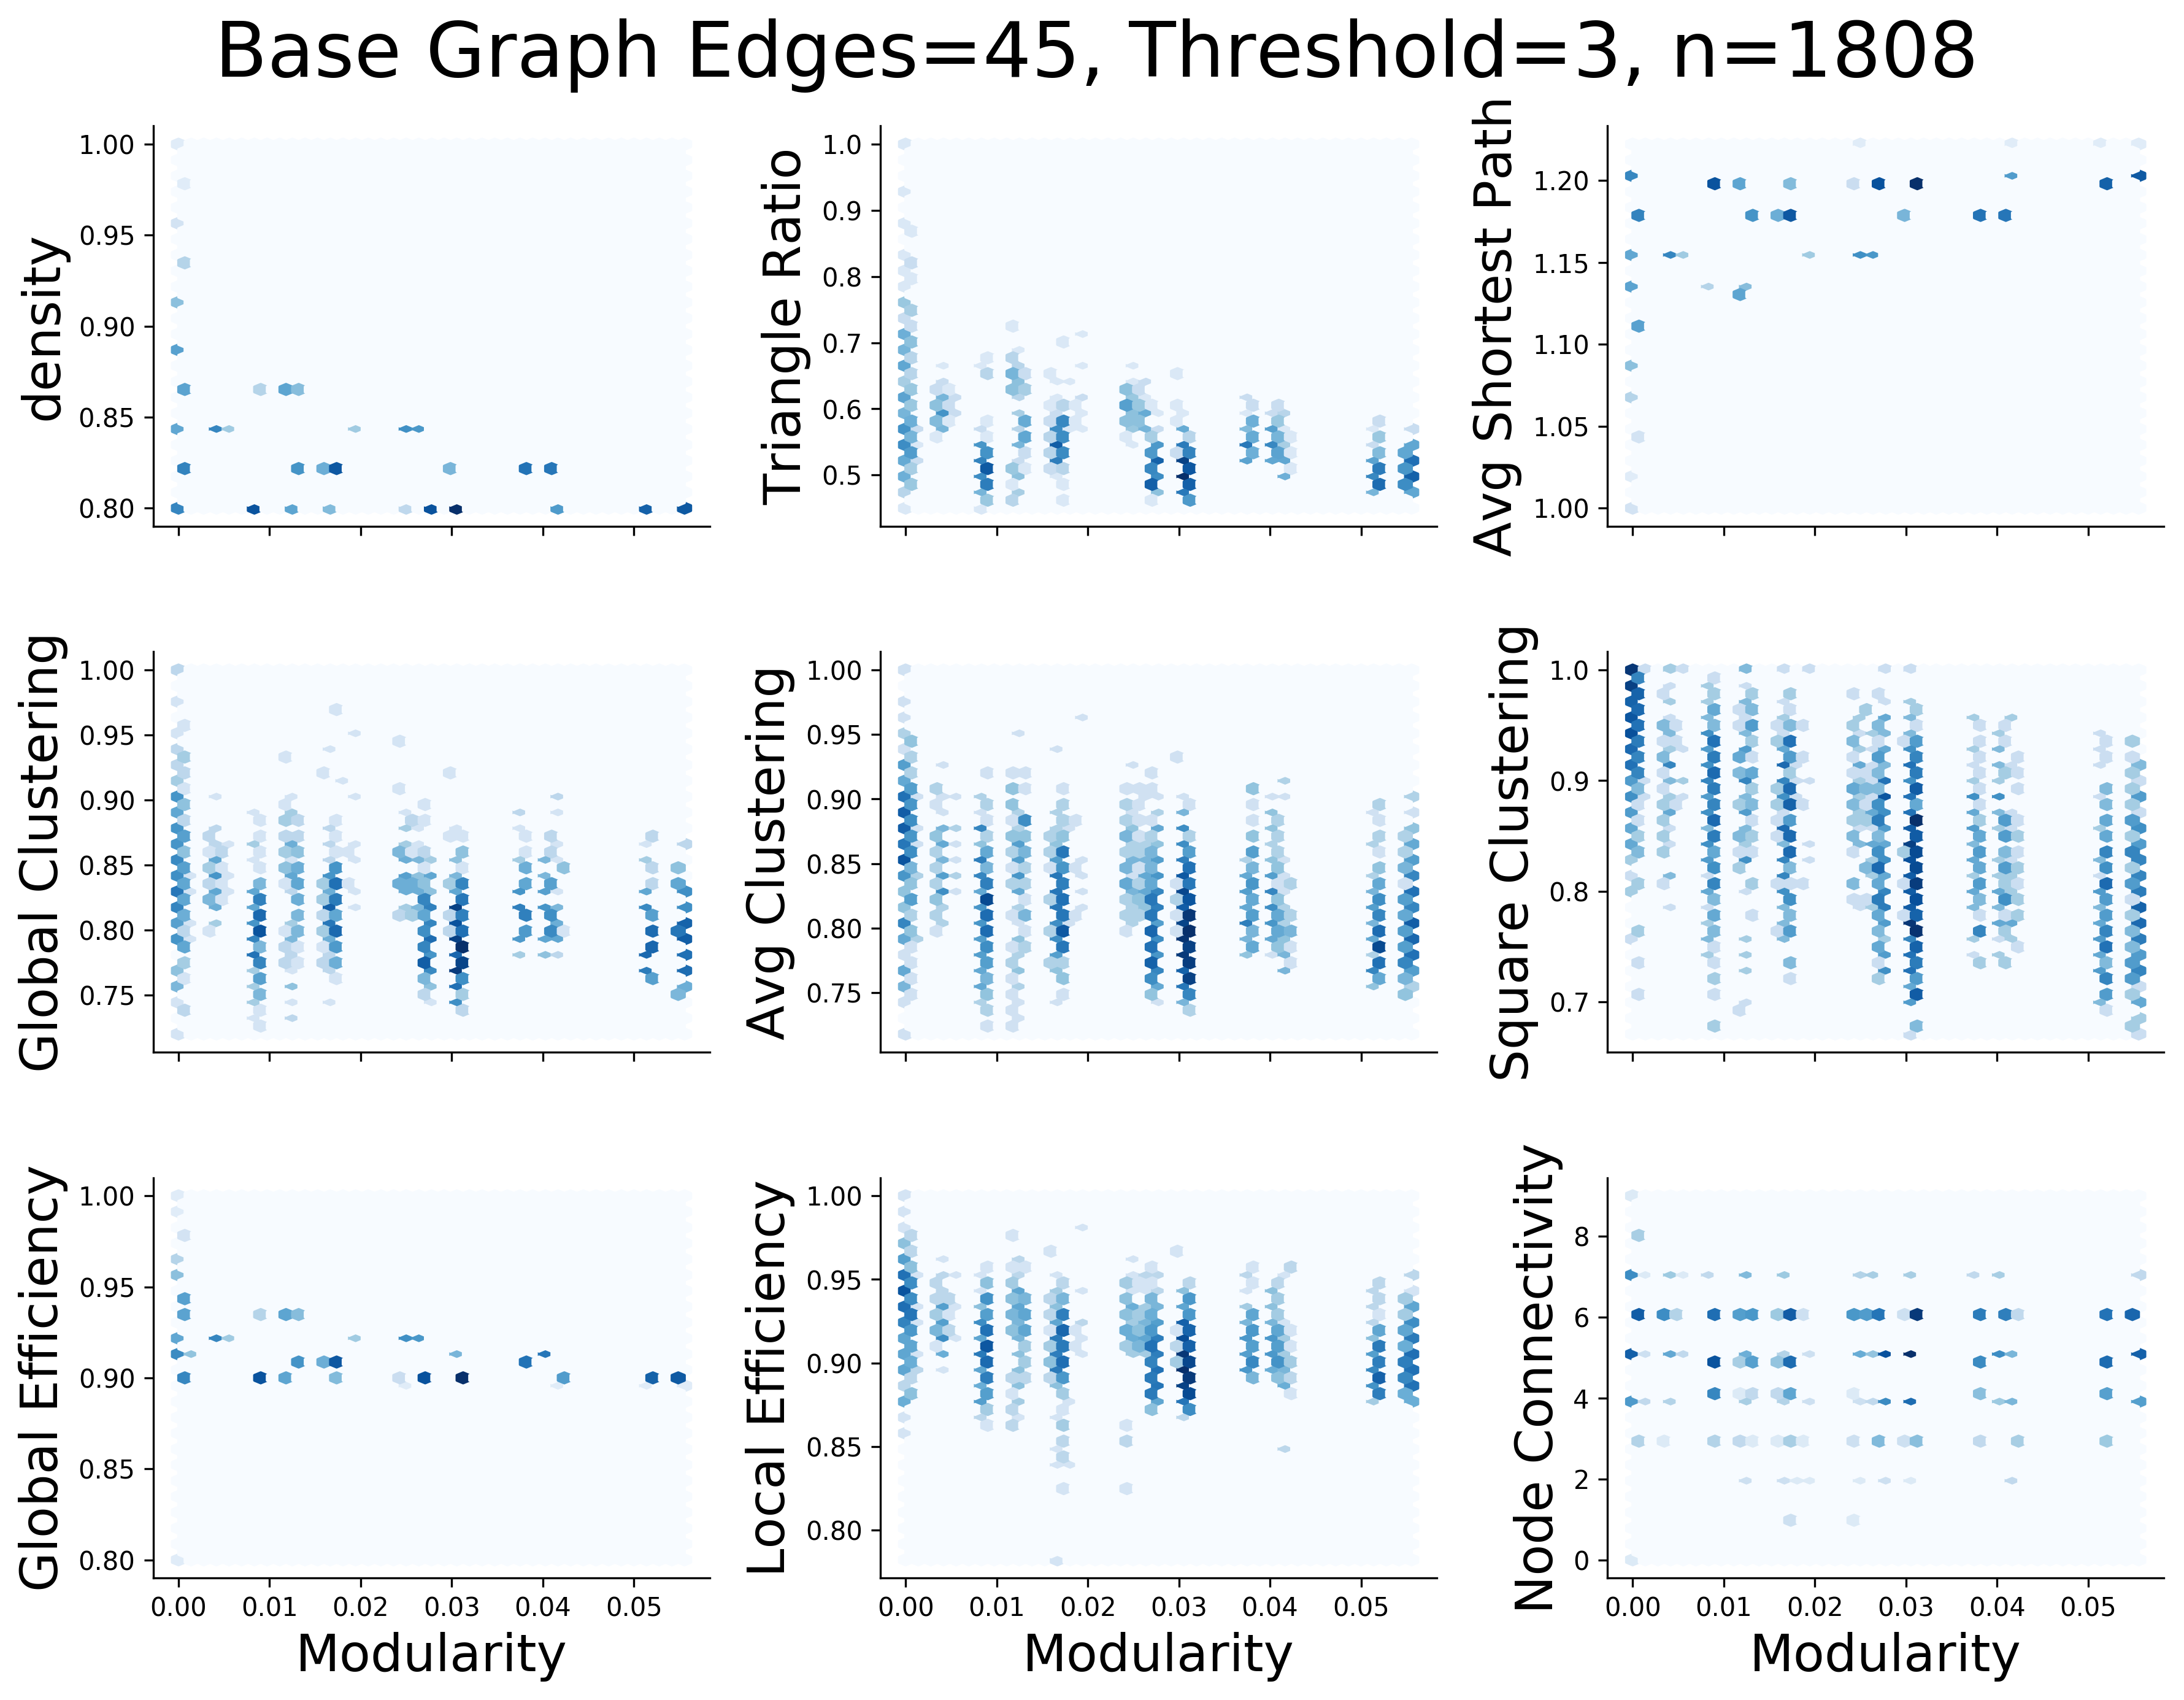 Base Graph Edges=45, Threshold=3, n=1808
density
1.00
0.95
0.90
0.85
0.80
Triangle Ratio
1.0
0.9
0.8
0.7
0.6
0.5
Avg Shortest Path
1.20
1.15
1.10
1.05
1.00
Global Clustering
1.00
0.95
0.90
0.85
0.80
0.75
Avg Clustering
1.00
0.95
0.90
0.85
0.80
0.75
Square Clustering
1.0
0.9
0.8
0.7
Global Efficiency
1.00
0.95
0.90
0.85
0.80
0.00 0.01 0.02 0.03 0.04 0.05
Modularity
Local Efficiency
1.00
0.95
0.90
0.85
0.80
0.00 0.01 0.02 0.03 0.04 0.05
Modularity
Node Connectivity
8
6
4
2
0
0.00 0.01 0.02 0.03 0.04 0.05
Modularity